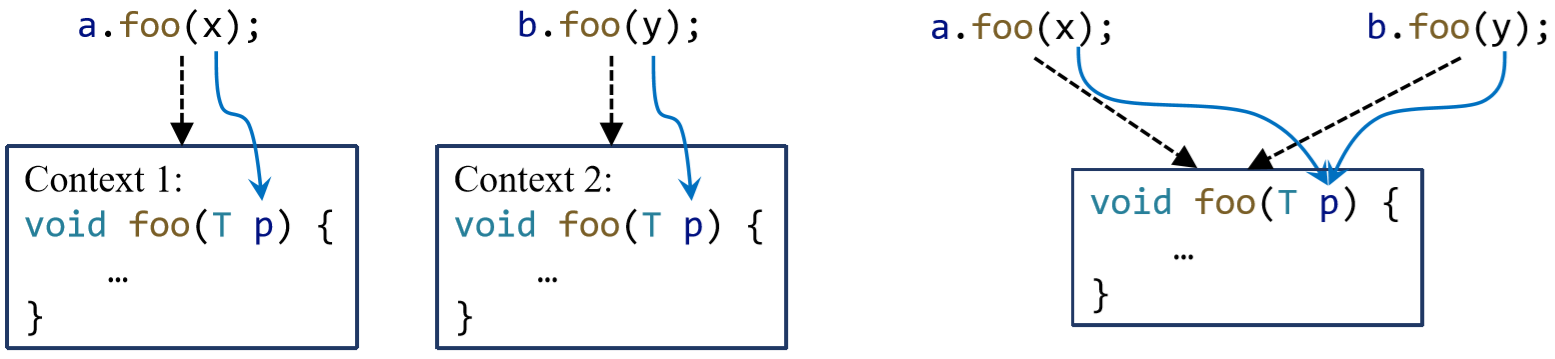 a.foo(x);
Context 1:
void foo(T p) {
…
}
b.foo(y);
Context 2:
void foo(T p) {
…
}
a.foo(x);
b.foo(y);
void foo(T p) {
…
}